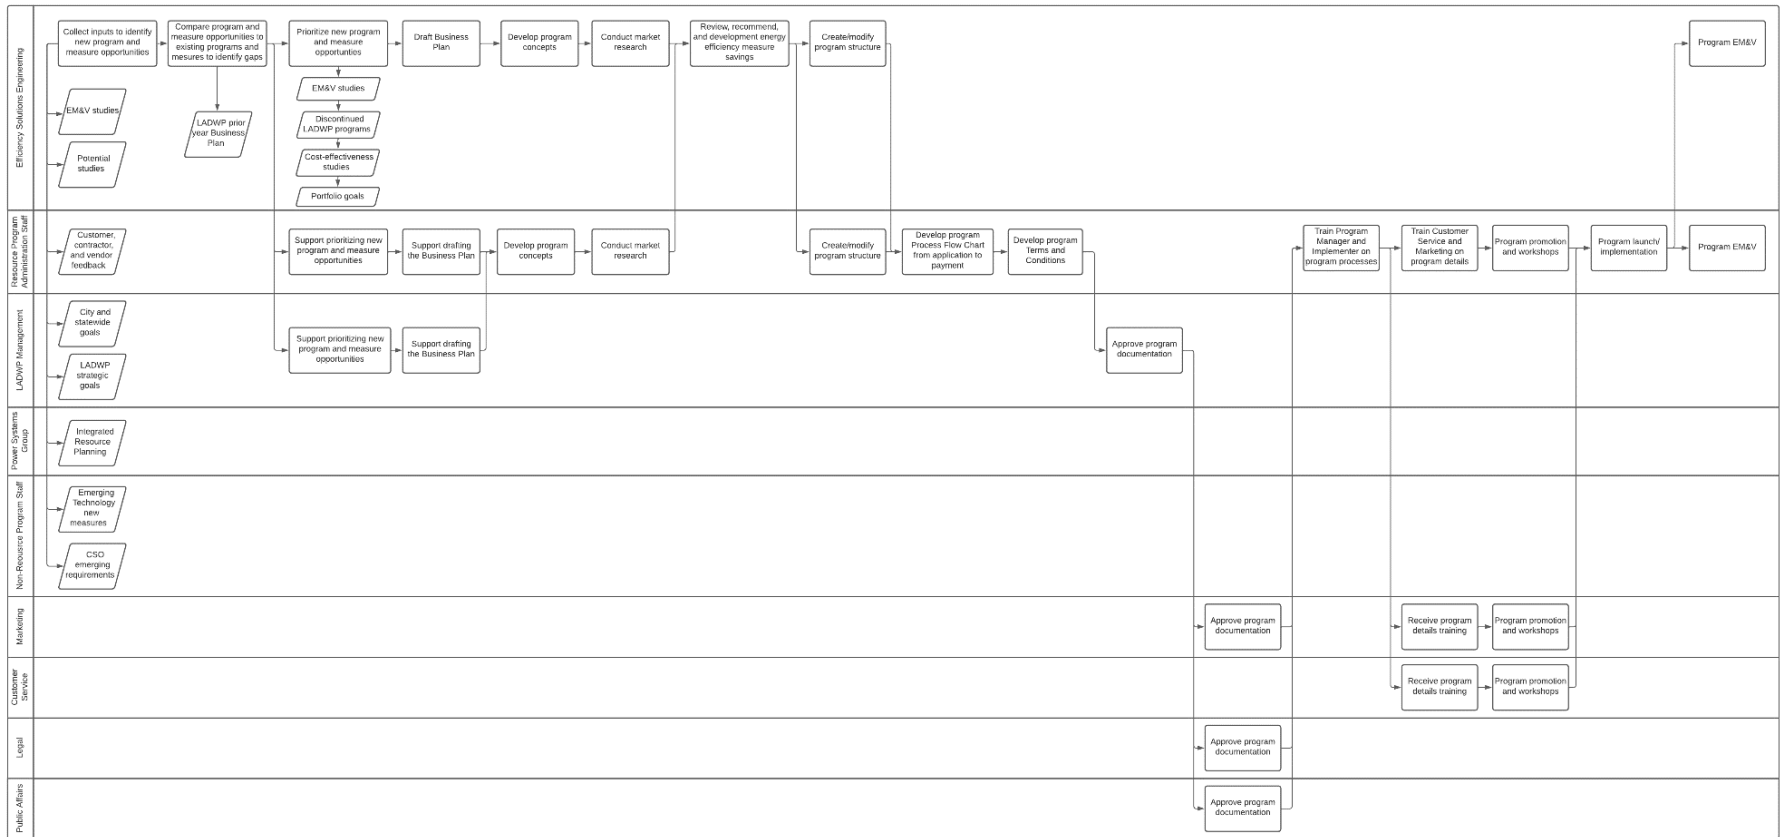 Efficiency Solutions Engineering
Collect inputs to identify
new program and
measure opportunities
Compare program and
measure opportunities to
existing programs and
mesures to identify gaps
Prioritize new program
and measure
opportunties
Draft Business
Plan
Develop program
concepts
Conduct market
research
Review, recommend,
and development energy
efficiency measure
savings
Create/modify
program structure
Program EM&V
EM&V studies
Potential
studies
LADWP prior
year Business
Plan
EM&V studies
Discontinued
LADWP programs
Cost-effectiveness
studies
Portfolio goals
Resource Program
Administration Staff
Customer,
contractor,
and vendor
feedback
Support prioritizing new
program and measure
opportunities
Support drafting
the Business Plan
Develop program
concepts
Conduct market
research
Create/modify
program structure
Develop program
Process Flow Chart
from application to
payment
Develop program
Terms and
Conditions
Train Program
Manager and
Implementer on
program processes
Train Customer
Service and
Marketing on
program details
Program promotion
and workshops
Program launch/
implementation
Program EM&V
LADWP Management
City and
statewide
goals
LADWP
strategic
goals
Support prioritizing new
program and measure
opportunities
Support drafting
the Business Plan
Approve program
documentation
Power Systems
Group
Integrated
Resource
Planning
Non-Reousrce Program Staff
Emerging
Technology
new
measures
CSO
emerging
requirements
Marketing
Approve program
documentation
Receive program
details training
Program promotion
and workshops
Customer
Service
Receive program
details training
Program promotion
and workshops
Legal
Approve program
documentation
Public Affairs
Approve program
documentation